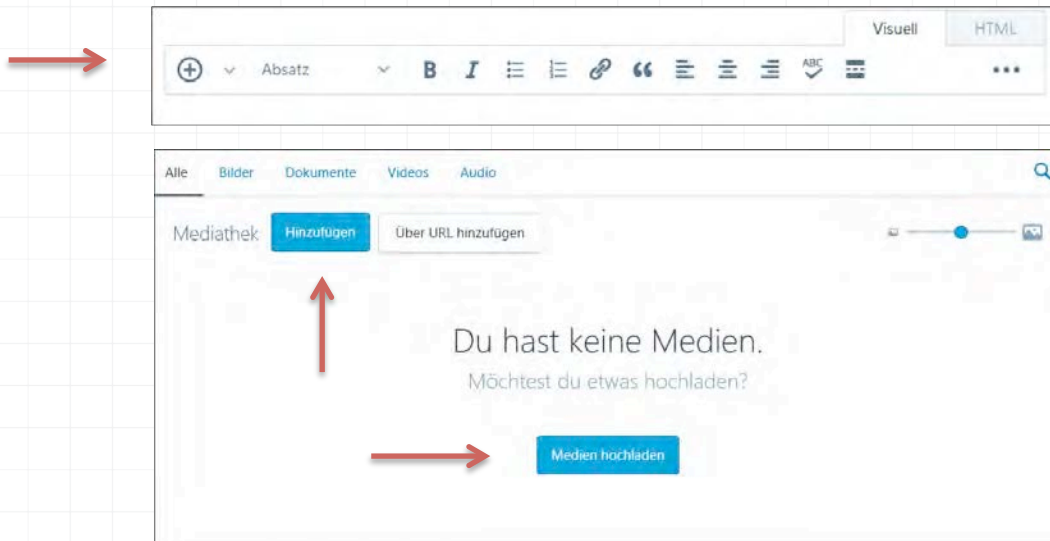 Visuell HTML
Absatz B I ABC
Alle Bilder Dokumente Videos Audio
Mediathek Hinzufügen Über URL hinzufügen
Du hast keine Medien.
Möchtest du etwas hochladen?
Medien hochladen